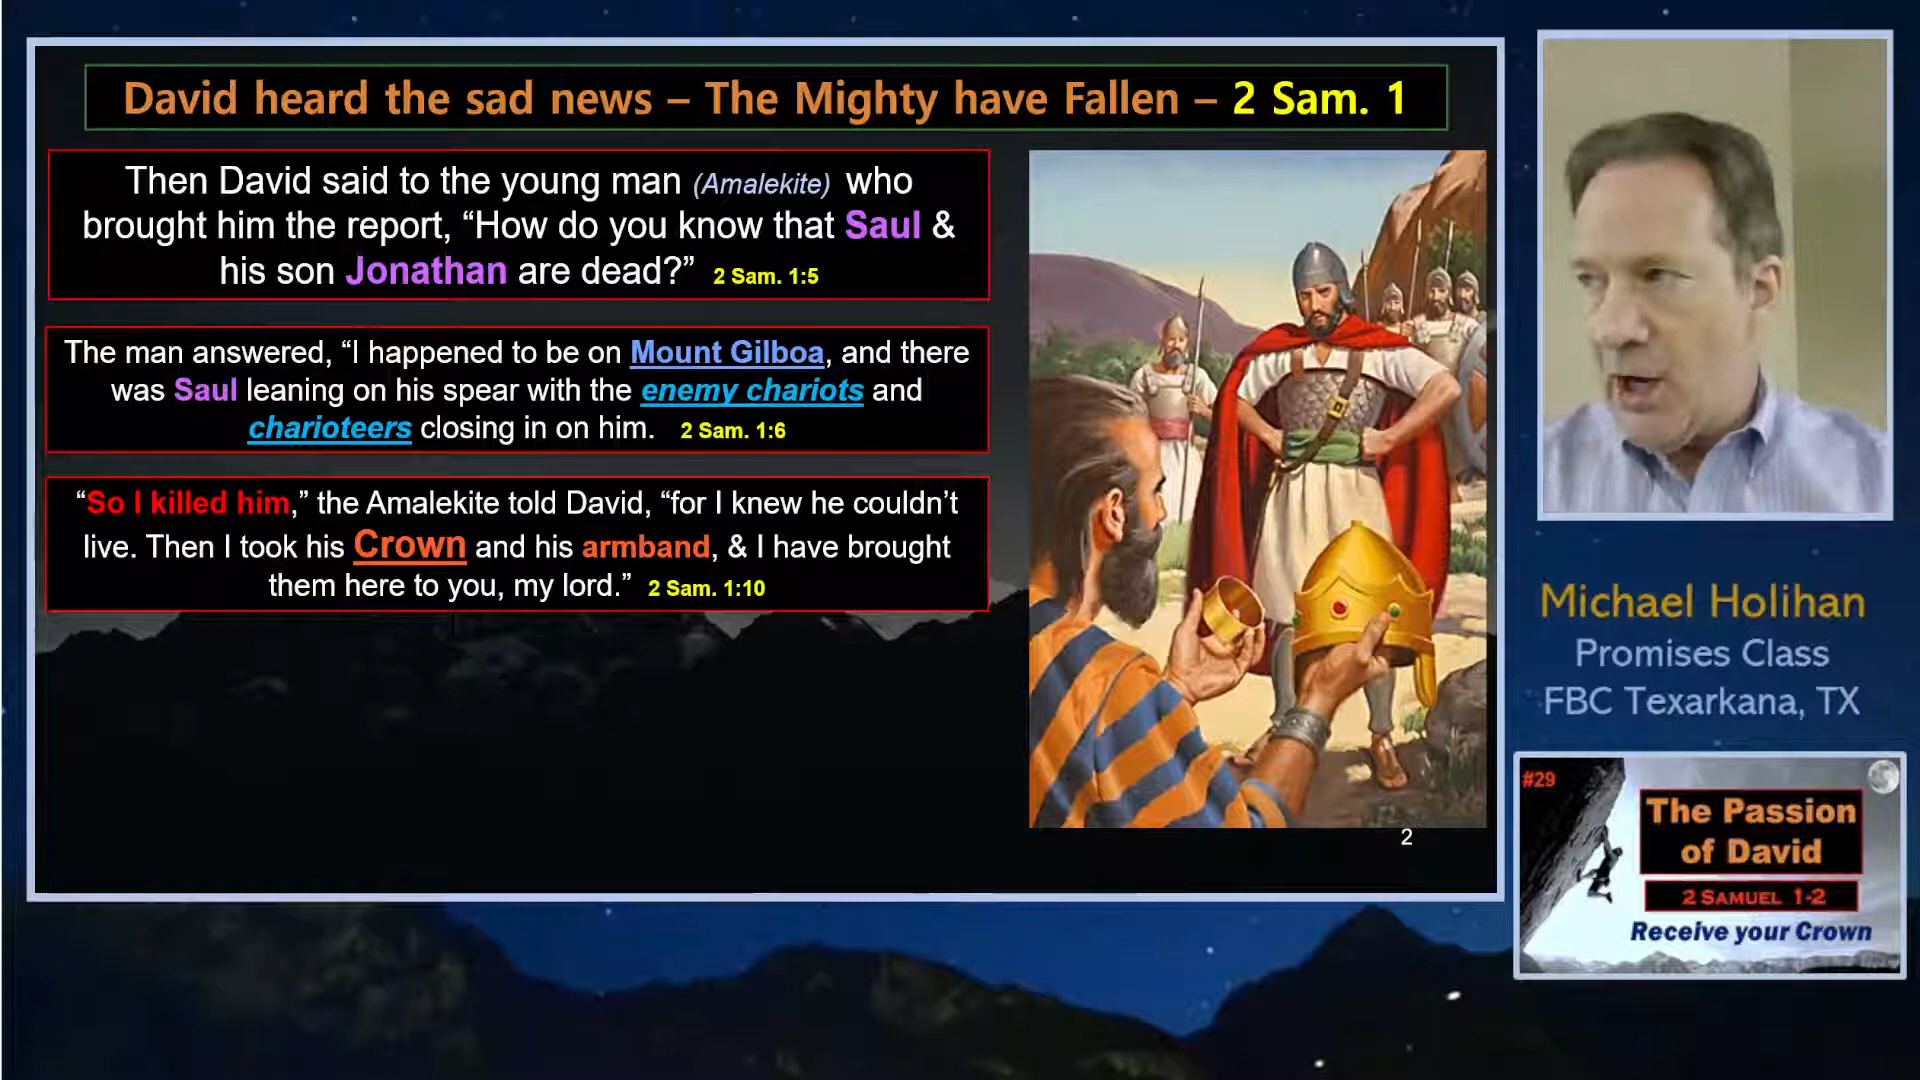 David heard the sad news – The Mighty have Fallen – 2 Sam. 1
Then David said to the young man (Amalekite) who
brought him the report, “How do you know that Saul &
his son Jonathan are dead?” 2 Sam. 1:5
The man answered, “I happened to be on Mount Gilboa, and there
was Saul leaning on his spear with the enemy chariots and
charioteers closing in on him. 2 Sam. 1:6
“So I killed him,” the Amalekite told David, “for I knew he couldn’t
live. Then I took his Crown and his armband, & I have brought
them here to you, my lord.” 2 Sam. 1:10
2
Michael Holihan
Promises Class
FBC Texarkana, TX
#29
The Passion
of David
2 SAMUEL 1-2
Receive your Crown